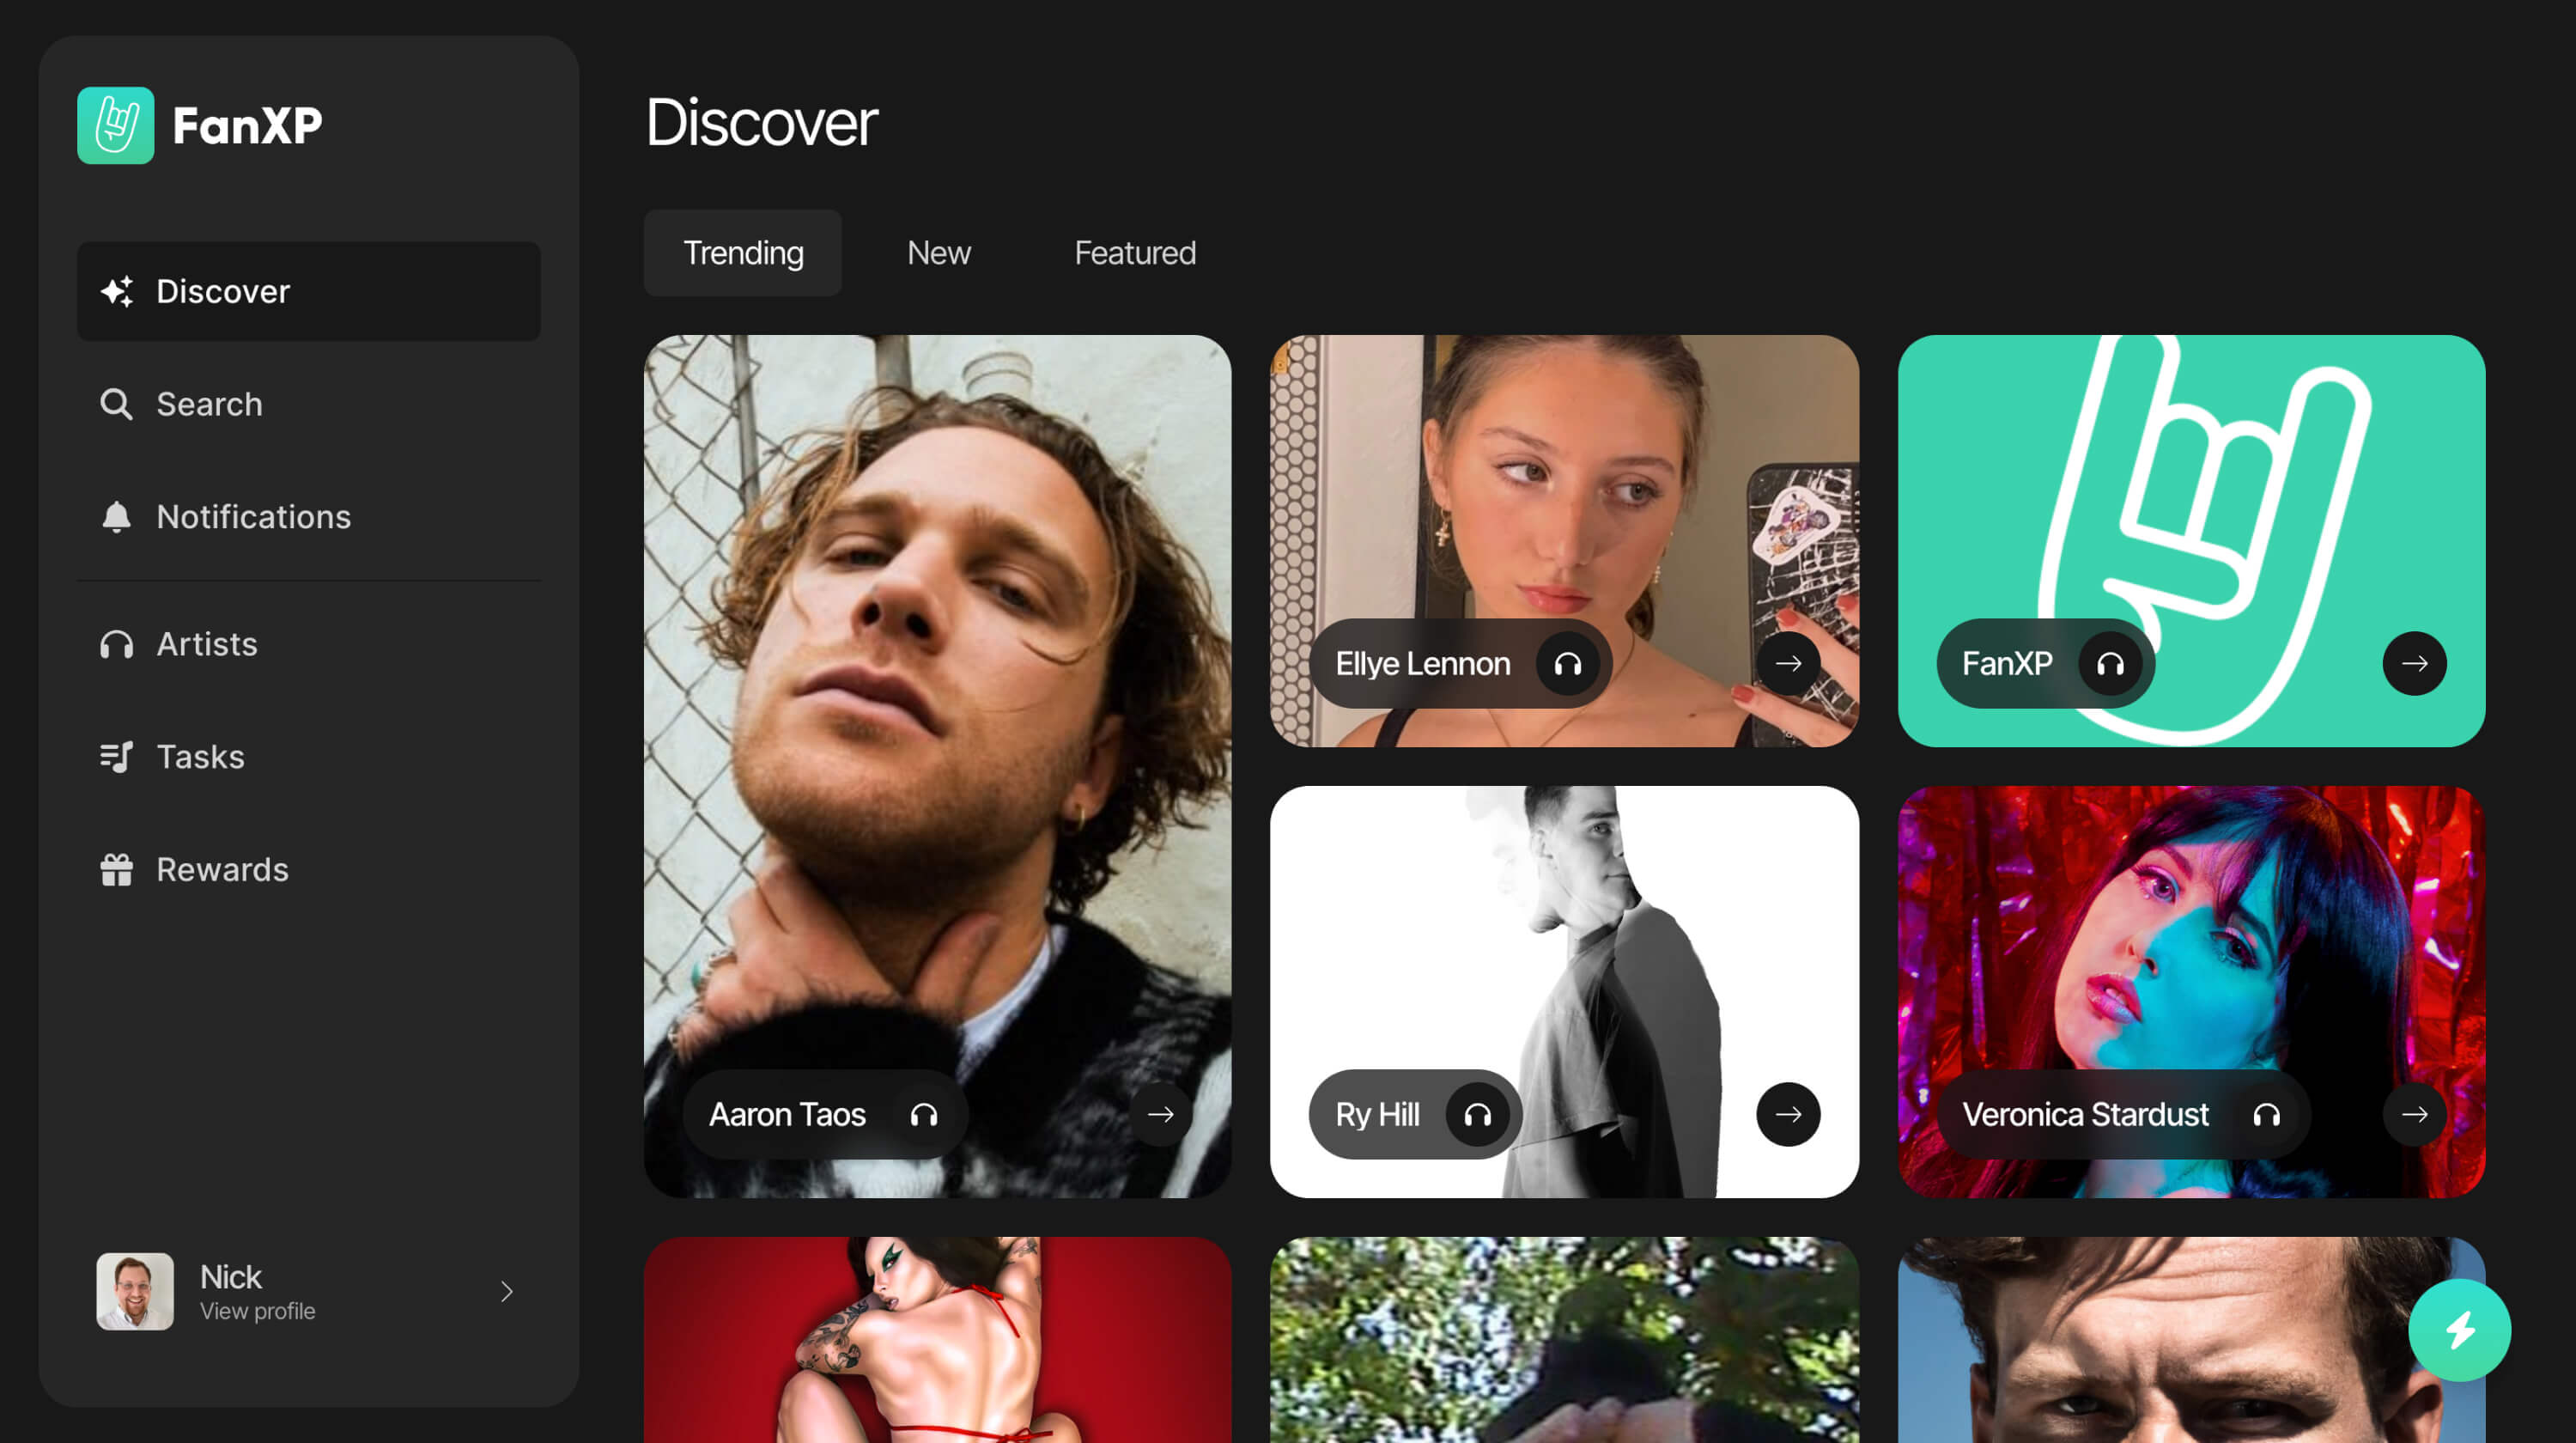 FanXP
Discover
Search
Notifications
Artists
Tasks
Rewards
Nick
View profile
Discover
Trending
New
Featured
Aaron Taos
Ellye Lennon
FanXP
Ry Hill
Veronica Stardust